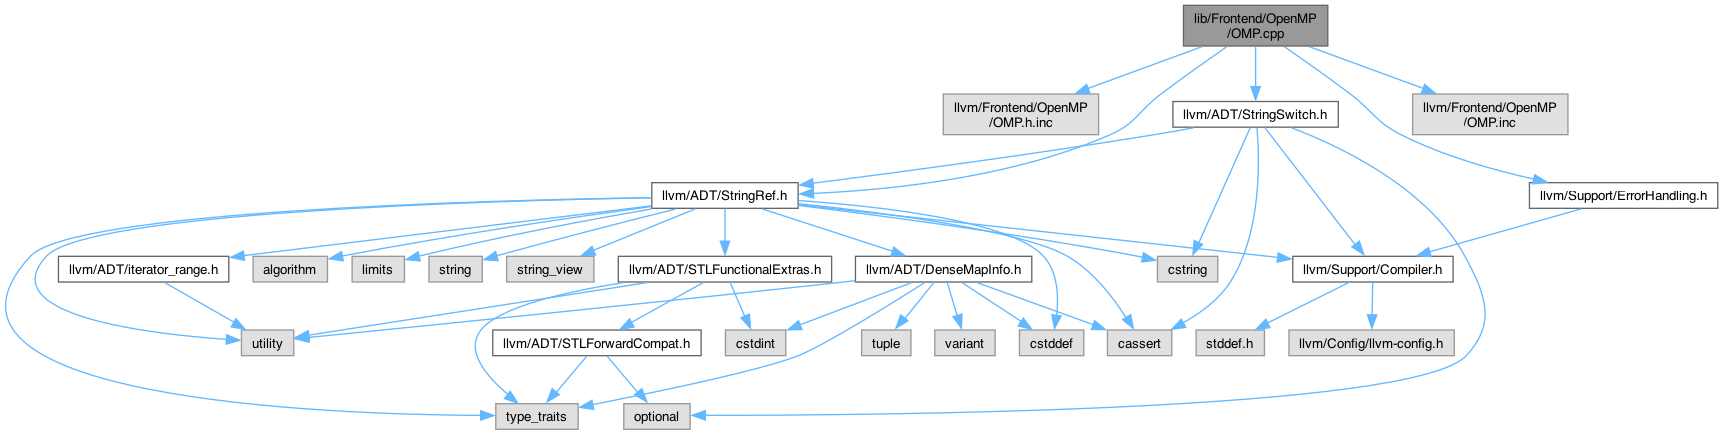 lib/Frontend/OpenMP
/OMP.cpp
llvm/Frontend/OpenMP
/OMP.h.inc
llvm/ADT/StringSwitch.h
llvm/Frontend/OpenMP
/OMP.inc
llvm/ADT/StringRef.h
llvm/Support/ErrorHandling.h
llvm/ADT/iterator_range.h
algorithm
limits
string
string_view
llvm/ADT/STLFunctionalExtras.h
llvm/ADT/DenseMapInfo.h
cstring
llvm/Support/Compiler.h
utility
llvm/ADT/STLForwardCompat.h
cstdint
tuple
variant
cstddef
cassert
stddef.h
llvm/Config/llvm-config.h
type_traits
optional